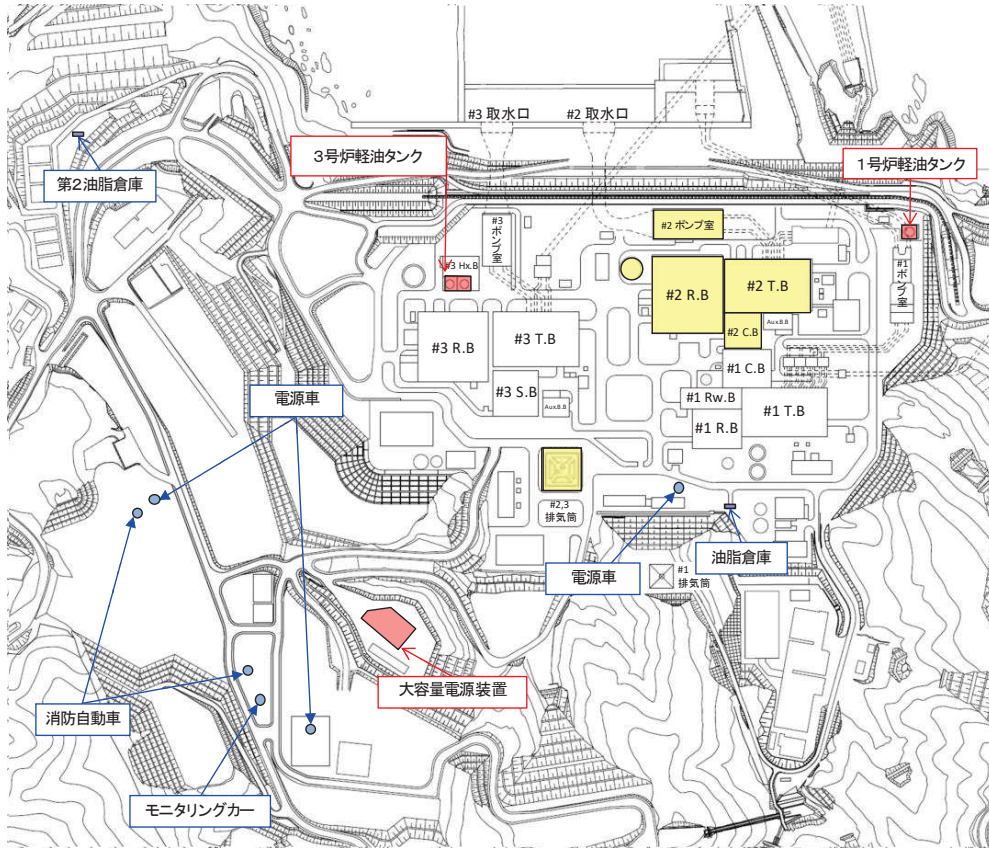 #3 取水口
#2 取水口
3号炉軽油タンク
1号炉軽油タンク
第2油脂倉庫
#3
ポンプ室
#2 ポンプ室
#1
ポンプ室
#3 Hx.B
#2 R.B
#2 T.B
#2 C.B
Aux.B.B
#3 R.B
#3 T.B
#1 C.B
#3 S.B
Aux.B.B
#1 Rw.B
#1 T.B
#1 R.B
電源車
#2,3
排気筒
油脂倉庫
電源車
#1
排気筒
大容量電源装置
消防自動車
モニタリングカー